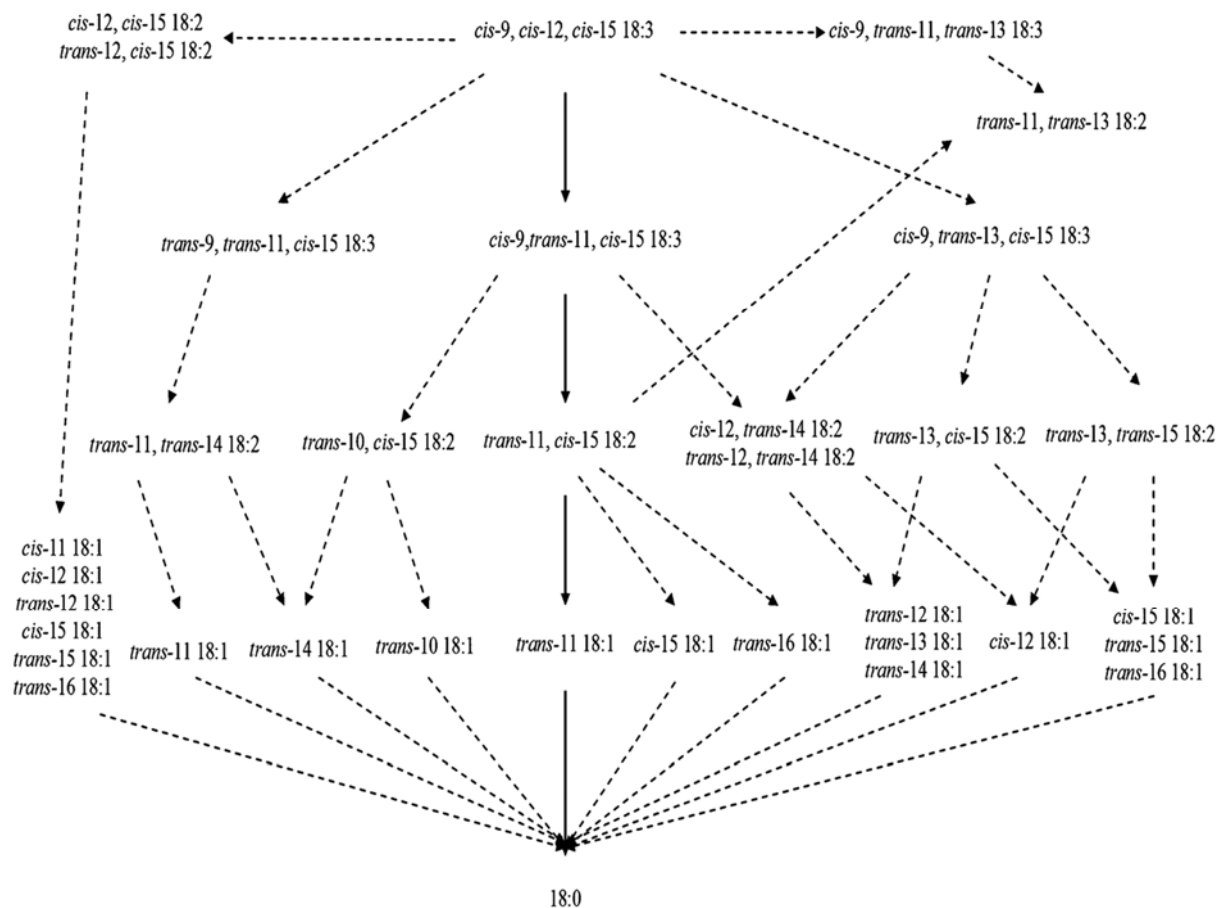 cis-12, cis-15 18:2
trans-12, cis-15 18:2
cis-9, cis-12, cis-15 18:3
cis-9, trans-11, trans-13 18:3
trans-11, trans-13 18:2
trans-9, trans-11, cis-15 18:3
cis-9,trans-11, cis-15 18:3
cis-9, trans-13, cis-15 18:3
trans-11, trans-14 18:2
trans-10, cis-15 18:2
trans-11, cis-15 18:2
cis-12, trans-14 18:2
trans-12, trans-14 18:2
trans-13, cis-15 18:2
trans-13, trans-15 18:2
cis-11 18:1
cis-12 18:1
trans-12 18:1
cis-15 18:1
trans-15 18:1
trans-16 18:1
trans-11 18:1
trans-14 18:1
trans-10 18:1
trans-11 18:1
cis-15 18:1
trans-16 18:1
trans-12 18:1
trans-13 18:1
trans-14 18:1
cis-12 18:1
cis-15 18:1
trans-15 18:1
trans-16 18:1
18:0